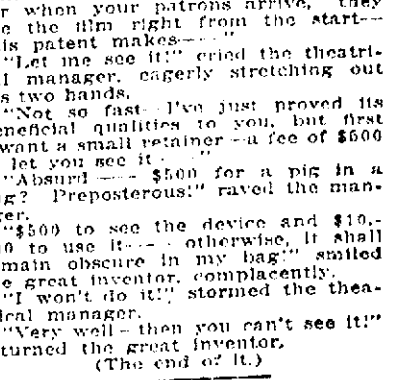 r when your patrons arrive, they
e the film right from the start--
is patent makes---"
"Let me see it!" cried the theatri-
l manager, eagerly stretching out
s two hands.
"Not so fast--I've just proved its
eneficial qualities to you, but first
want a small retainer--a fee of $500
let you see it---"
"Absurd---$500 for a pig in a
g? Preposterous!" raved the man-
er.
"$500 to see the device and $10,-
0 to use it---otherwise, it shall
main obscure in my bag!" smiled
e great inventor, complacently.
"I won't do it!" stormed the thea-
ical manager.
"Very well--then you can't see it!"
turned the great inventor.
(The end of it.)